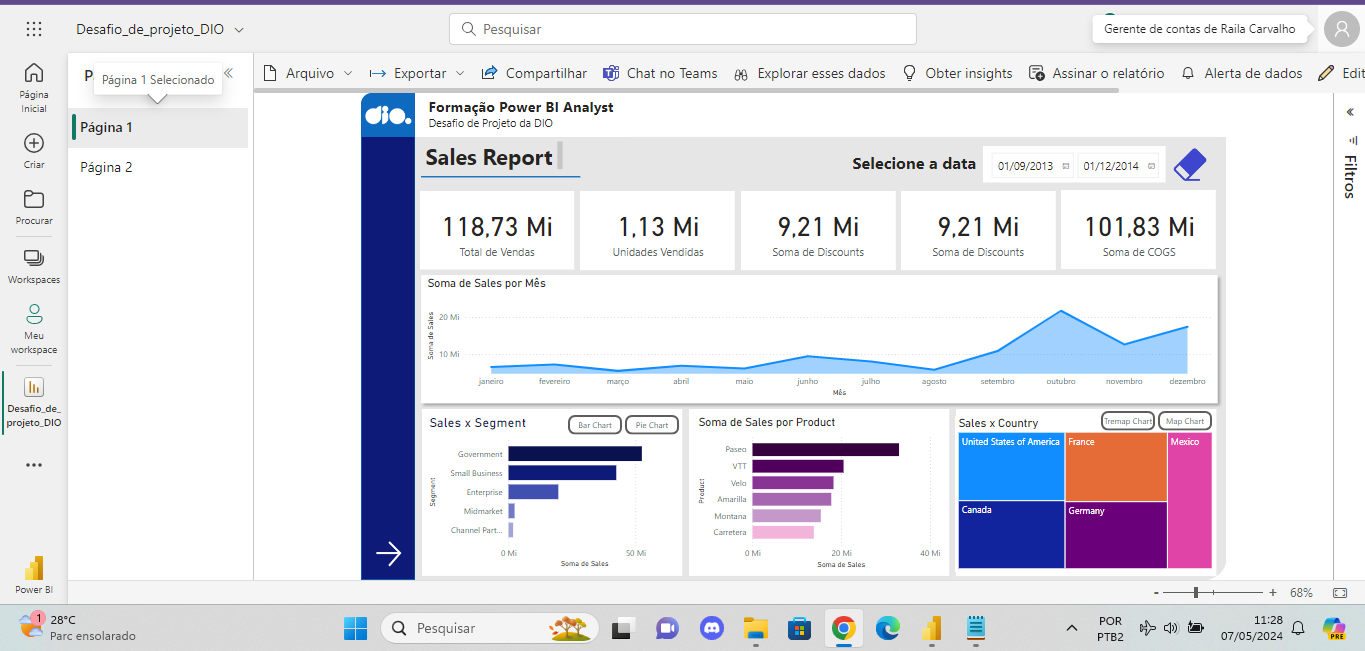 Desafio_de_projeto_DIO
Pesquisar
Gerente de contas de Raila Carvalho
Página Inicial
Criar
Procurar
Workspaces
Meu workspace
Desafio_de_projeto_DIO
Power BI
P
Página 1 Selecionado
Página 1
Página 2
Arquivo
Exportar
Compartilhar
Chat no Teams
Explorar esses dados
Obter insights
Assinar o relatório
Alerta de dados
Edit
Filtros
dio.
Formação Power BI Analyst
Desafio de Projeto da DIO
Sales Report
Selecione a data
01/09/2013
01/12/2014
118,73 Mi
Total de Vendas
1,13 Mi
Unidades Vendidas
9,21 Mi
Soma de Discounts
9,21 Mi
Soma de Discounts
101,83 Mi
Soma de COGS
Soma de Sales por Mês
Soma de Sales
20 Mi
10 Mi
janeiro fevereiro março abril maio junho julho agosto setembro outubro novembro dezembro
Mês
Sales x Segment
Bar Chart
Pie Chart
Segment
Government
Small Business
Enterprise
Midmarket
Channel Part...
0 Mi 50 Mi
Soma de Sales
Soma de Sales por Product
Product
Paseo
VTT
Velo
Amarilla
Montana
Carretera
0 Mi 20 Mi 40 Mi
Soma de Sales
Sales x Country
Tremap Chart
Map Chart
United States of America
France
Mexico
Canada
Germany
- + 68%
1
28°C
Parc ensolarado
Pesquisar
POR
PTB2
11:28
07/05/2024
PRE